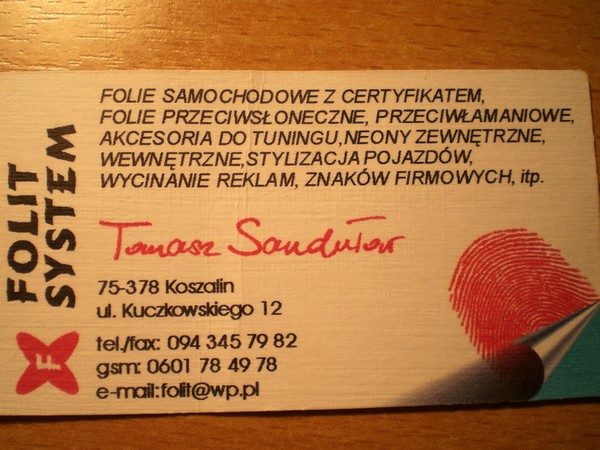 FOLIT
SYSTEM
F
FOLIE SAMOCHODOWE Z CERTYFIKATEM,
FOLIE PRZECIWSŁONECZNE, PRZECIWŁAMANIOWE,
AKCESORIA DO TUNINGU,NEONY ZEWNĘTRZNE,
WEWNĘTRZNE,STYLIZACJA POJAZDÓW,
WYCINANIE REKLAM, ZNAKÓW FIRMOWYCH, itp.
Tomasz Sandułow
75-378 Koszalin
ul. Kuczkowskiego 12
tel./fax: 094 345 79 82
gsm: 0601 78 49 78
e-mail:folit@wp.pl